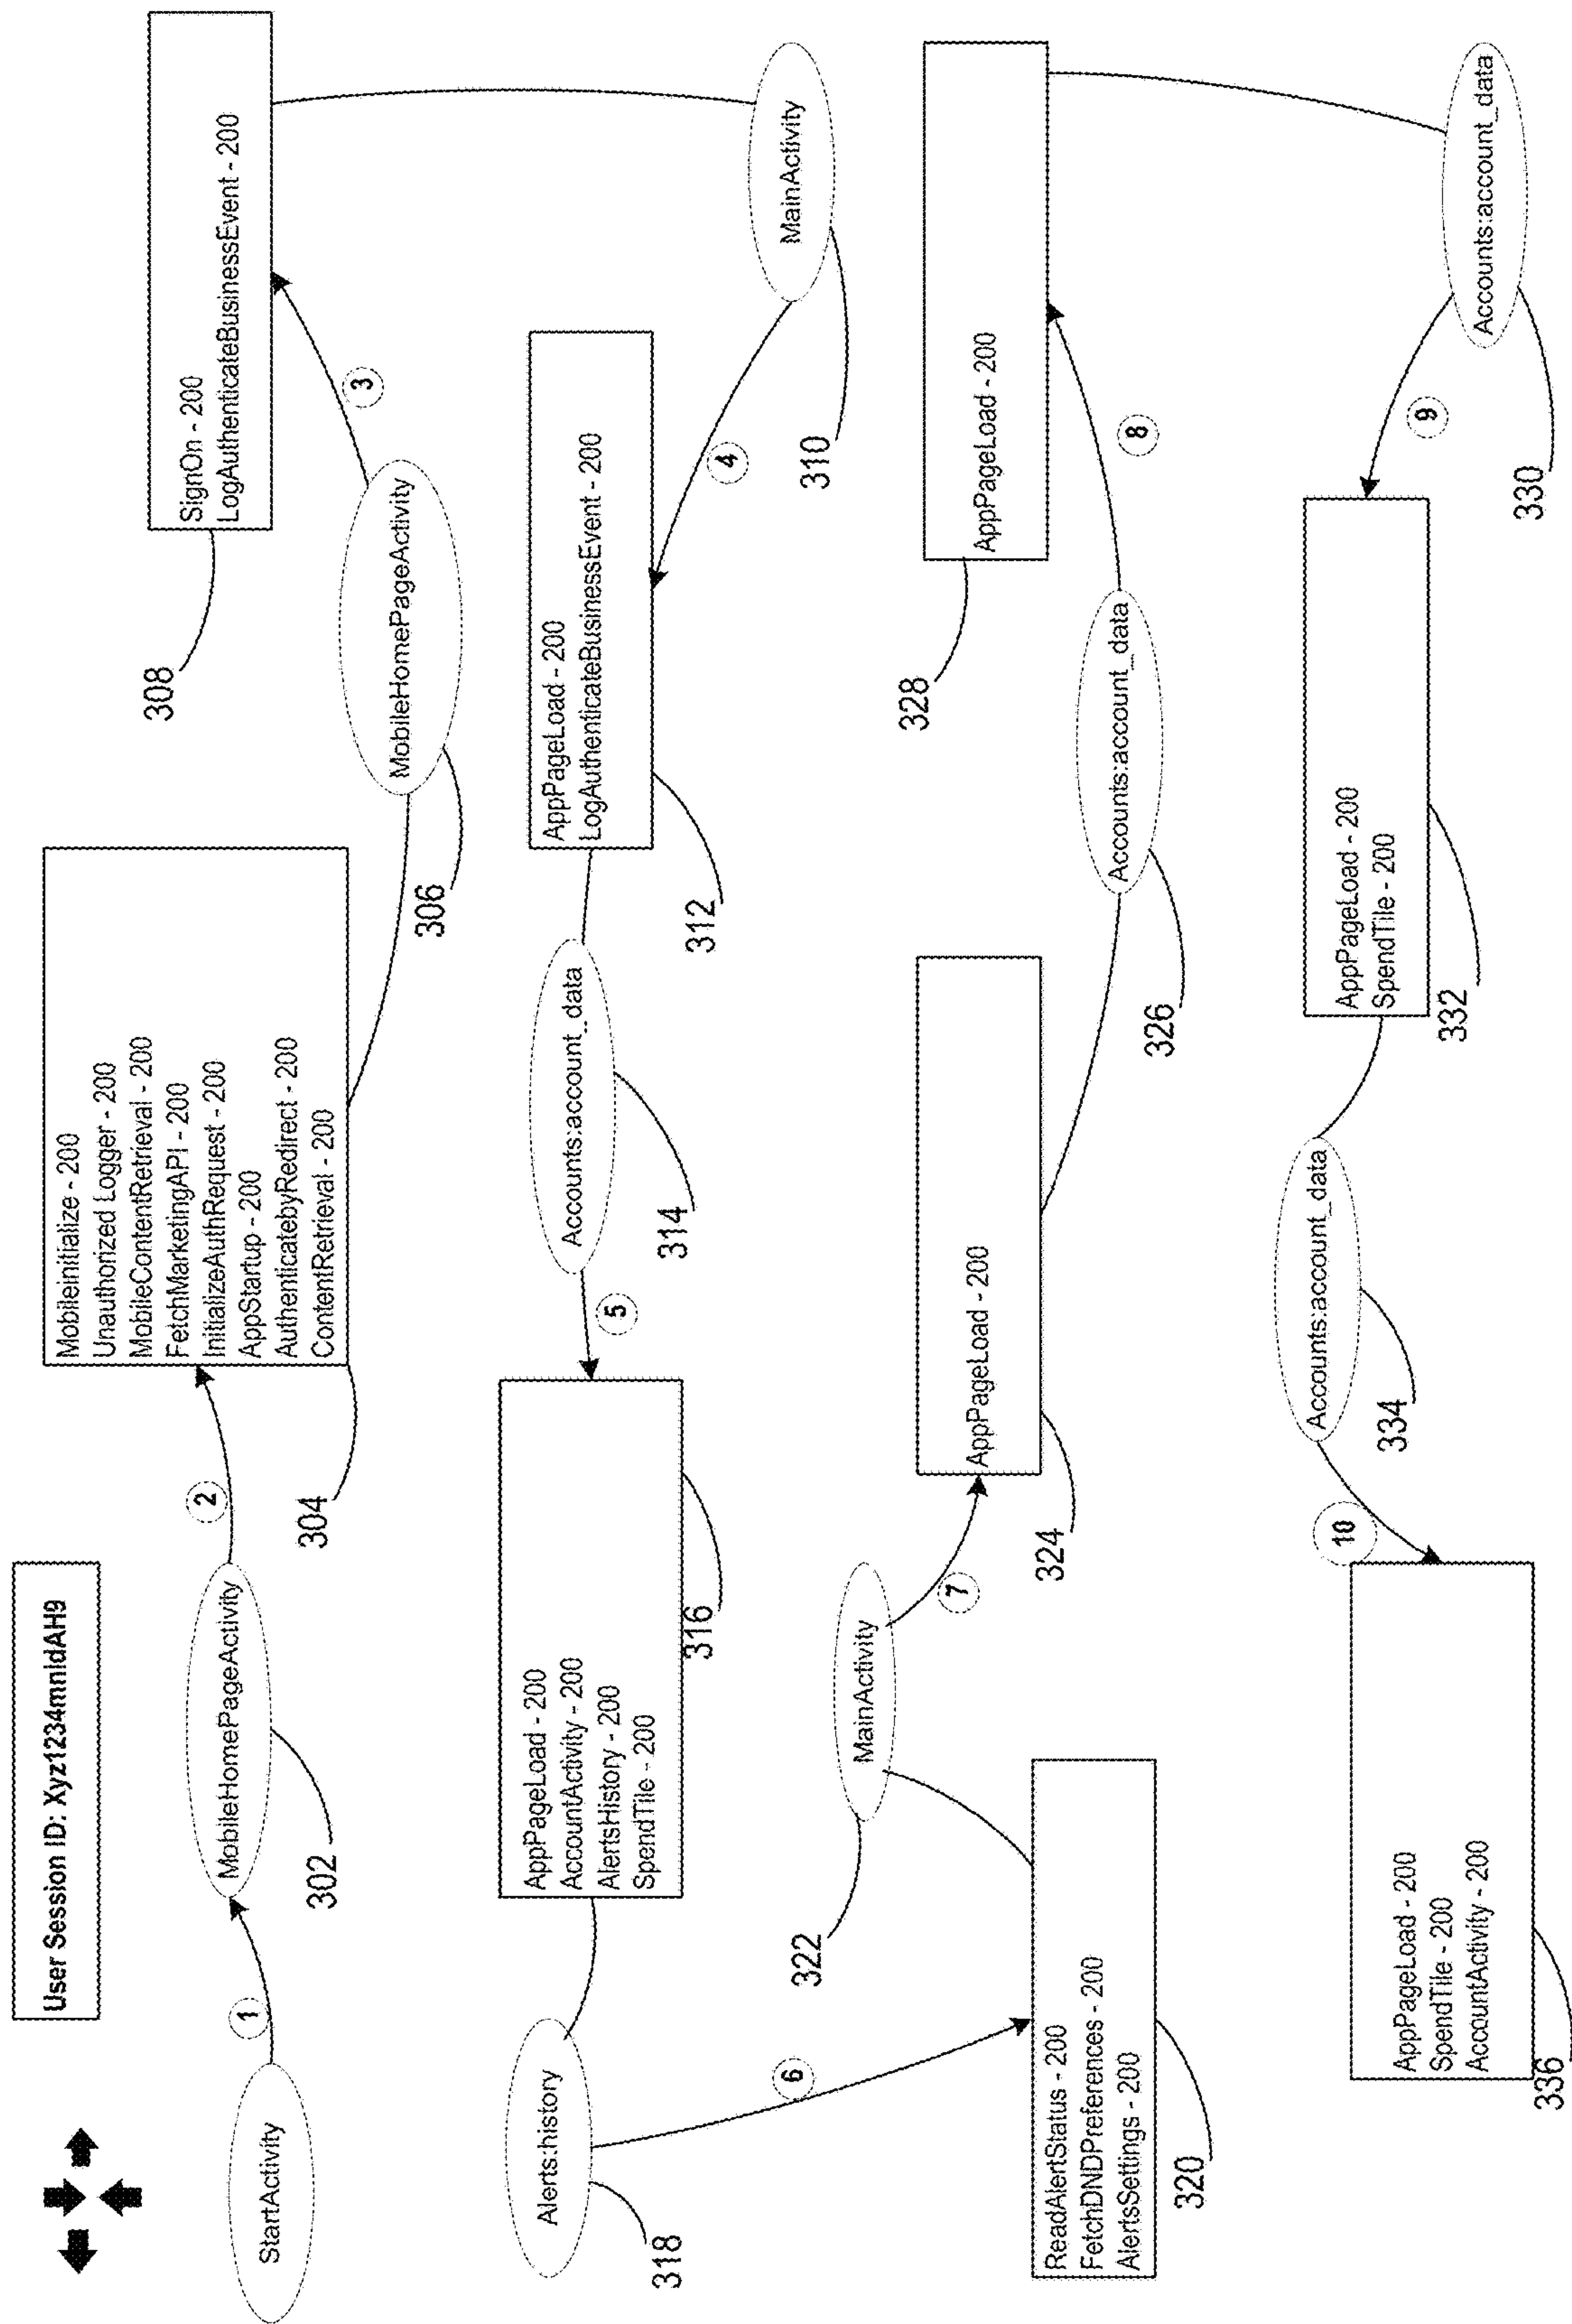 User Session ID: Xyz1234mnldAH9
StartActivity
1
MobileHomePageActivity
302
2
Mobileinitialize - 200
Unauthorized Logger - 200
MobileContentRetrieval - 200
FetchMarketingAPI - 200
InitializeAuthRequest - 200
AppStartup - 200
AuthenticatebyRedirect - 200
ContentRetrieval - 200
304
MobileHomePageActivity
306
3
SignOn - 200
LogAuthenticateBusinessEvent - 200
308
MainActivity
310
4
AppPageLoad - 200
LogAuthenticateBusinessEvent - 200
312
Accounts:account_data
314
5
AppPageLoad - 200
AccountActivity - 200
AlertsHistory - 200
SpendTile - 200
316
Alerts:history
318
6
ReadAlertStatus - 200
FetchDNDPreferences - 200
AlertsSettings - 200
320
MainActivity
322
7
AppPageLoad - 200
324
Accounts:account_data
326
8
AppPageLoad - 200
328
Accounts:account_data
330
9
AppPageLoad - 200
SpendTile - 200
332
Accounts:account_data
334
10
AppPageLoad - 200
SpendTile - 200
AccountActivity - 200
336